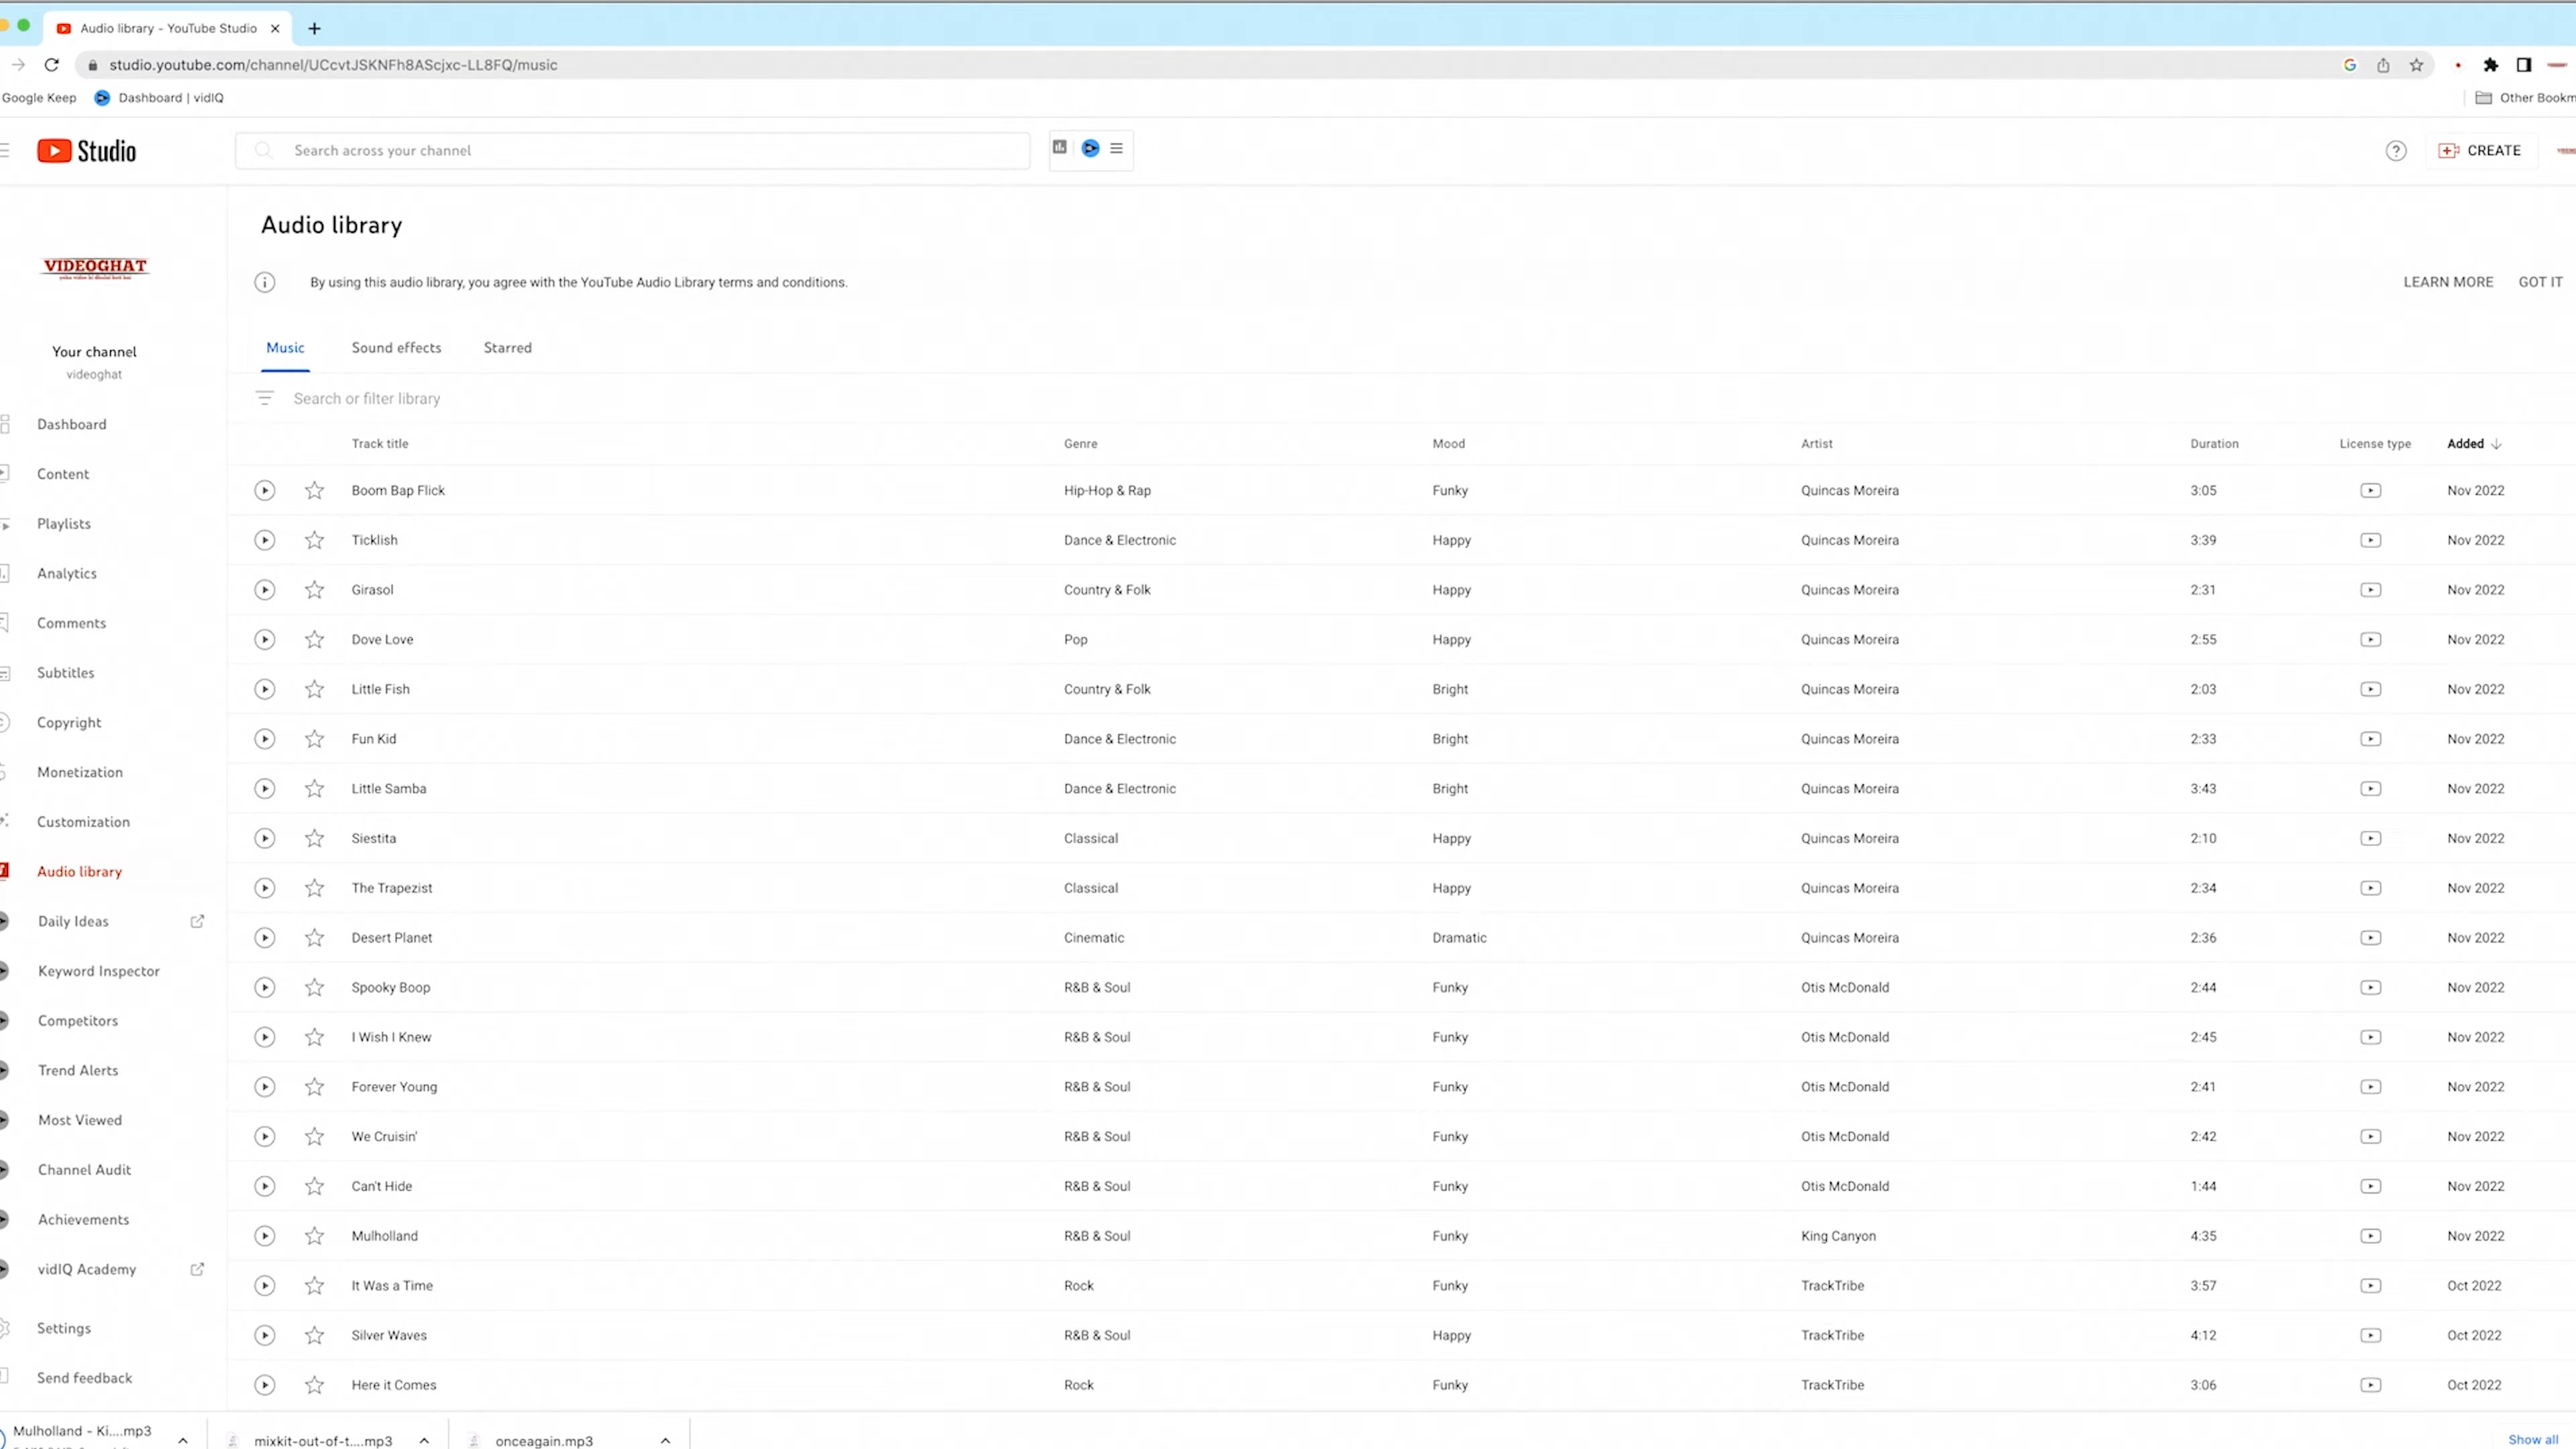 Audio library - YouTube Studio
studio.youtube.com/channel/UCcvtJSKNFh8AScjxc-LL8FQ/music
Google Keep Dashboard | vidIQ Other Bookm
Studio Search across your channel CREATE
Audio library
VIDEOGHAT
By using this audio library, you agree with the YouTube Audio Library terms and conditions. LEARN MORE GOT IT
Your channel
videoghat
Music Sound effects Starred
Search or filter library
Track title Genre Mood Artist Duration License type Added
Boom Bap Flick Hip-Hop & Rap Funky Quincas Moreira 3:05 Nov 2022
Ticklish Dance & Electronic Happy Quincas Moreira 3:39 Nov 2022
Girasol Country & Folk Happy Quincas Moreira 2:31 Nov 2022
Dove Love Pop Happy Quincas Moreira 2:55 Nov 2022
Little Fish Country & Folk Bright Quincas Moreira 2:03 Nov 2022
Fun Kid Dance & Electronic Bright Quincas Moreira 2:33 Nov 2022
Little Samba Dance & Electronic Bright Quincas Moreira 3:43 Nov 2022
Siestita Classical Happy Quincas Moreira 2:10 Nov 2022
The Trapezist Classical Happy Quincas Moreira 2:34 Nov 2022
Desert Planet Cinematic Dramatic Quincas Moreira 2:36 Nov 2022
Spooky Boop R&B & Soul Funky Otis McDonald 2:44 Nov 2022
I Wish I Knew R&B & Soul Funky Otis McDonald 2:45 Nov 2022
Forever Young R&B & Soul Funky Otis McDonald 2:41 Nov 2022
We Cruisin' R&B & Soul Funky Otis McDonald 2:42 Nov 2022
Can't Hide R&B & Soul Funky Otis McDonald 1:44 Nov 2022
Mulholland R&B & Soul Funky King Canyon 4:35 Nov 2022
It Was a Time Rock Funky TrackTribe 3:57 Oct 2022
Silver Waves R&B & Soul Happy TrackTribe 4:12 Oct 2022
Here it Comes Rock Funky TrackTribe 3:06 Oct 2022
Dashboard
Content
Playlists
Analytics
Comments
Subtitles
Copyright
Monetization
Customization
Audio library
Daily Ideas
Keyword Inspector
Competitors
Trend Alerts
Most Viewed
Channel Audit
Achievements
vidIQ Academy
Settings
Send feedback
Mulholland - Ki....mp3 mixkit-out-of-t....mp3 onceagain.mp3 Show all